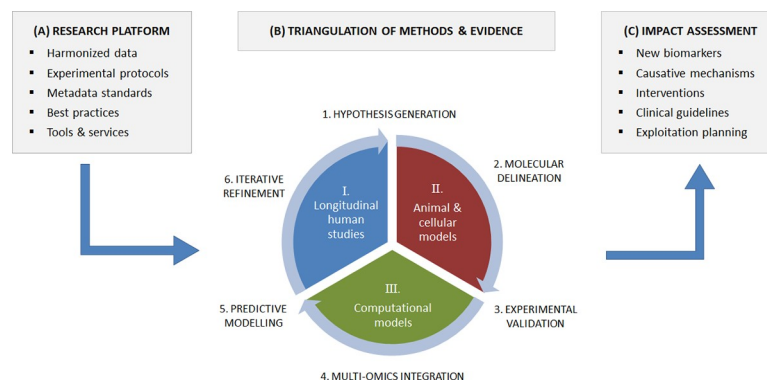 (A) RESEARCH PLATFORM
Harmonized data
Experimental protocols
Metadata standards
Best practices
Tools & services
(B) TRIANGULATION OF METHODS & EVIDENCE
1. HYPOTHESIS GENERATION
2. MOLECULAR
DELINEATION
3. EXPERIMENTAL
VALIDATION
4. MULTI-OMICS INTEGRATION
5. PREDICTIVE
MODELLING
6. ITERATIVE
REFINEMENT
I.
Longitudinal
human
studies
II.
Animal &
cellular
models
III.
Computational
models
(C) IMPACT ASSESSMENT
New biomarkers
Causative mechanisms
Interventions
Clinical guidelines
Exploitation planning